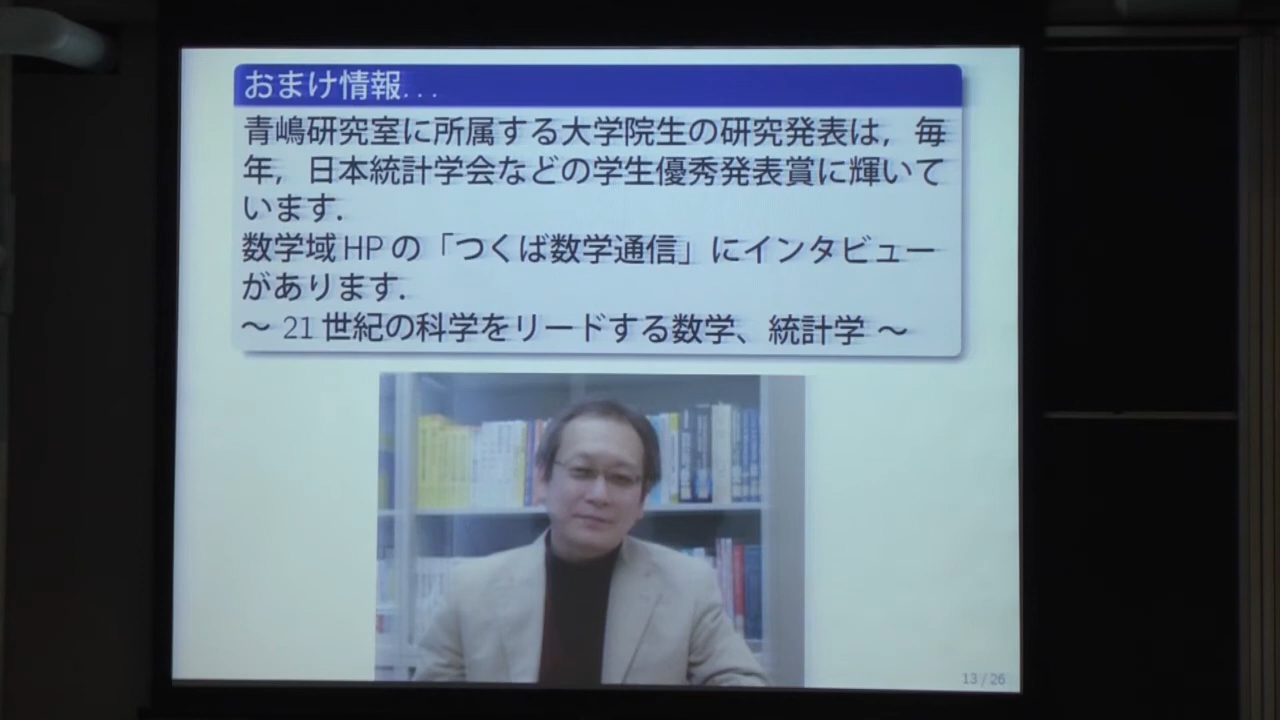 おまけ情報...
青嶋研究室に所属する大学院生の研究発表は，毎
年，日本統計学会などの学生優秀発表賞に輝いて
います．
数学域 HP の「つくば数学通信」にインタビュー
があります．
～ 21 世紀の科学をリードする数学、統計学 ～
13 / 26